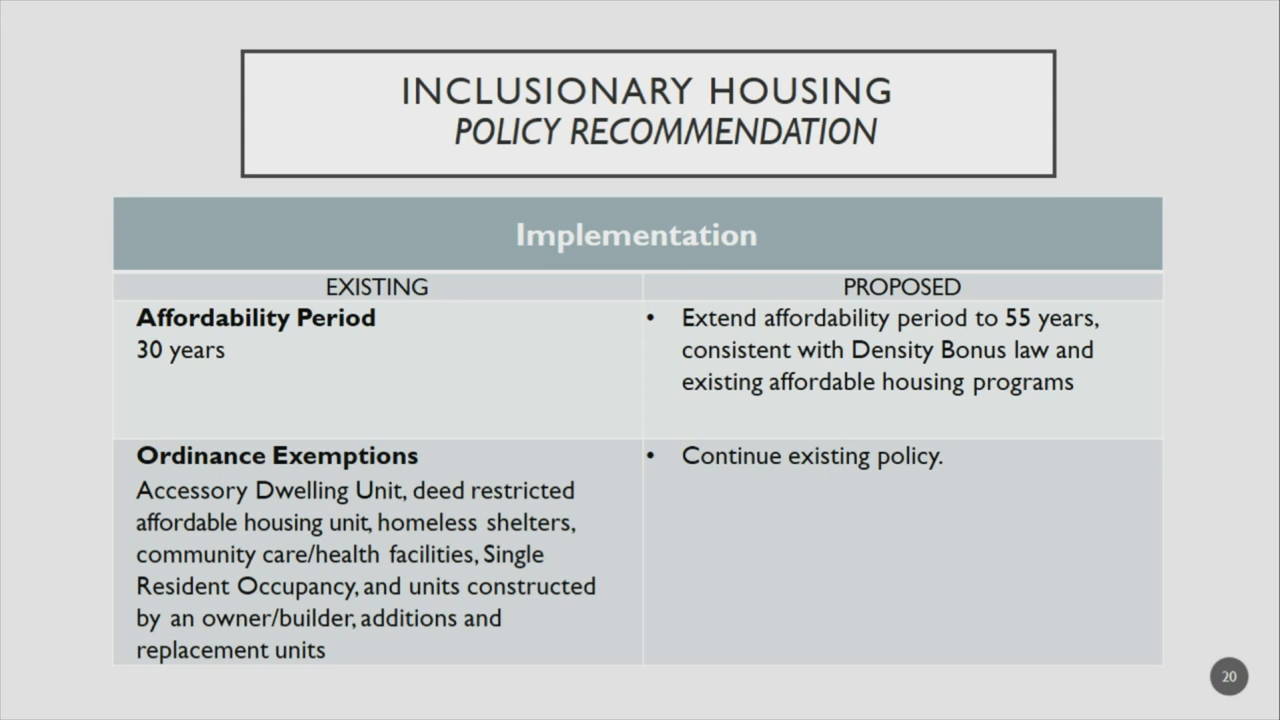 INCLUSIONARY HOUSING
POLICY RECOMMENDATION
Implementation
EXISTING
PROPOSED
Affordability Period
30 years
• Extend affordability period to 55 years,
consistent with Density Bonus law and
existing affordable housing programs
Ordinance Exemptions
Accessory Dwelling Unit, deed restricted
affordable housing unit, homeless shelters,
community care/health facilities, Single
Resident Occupancy, and units constructed
by an owner/builder, additions and
replacement units
• Continue existing policy.
20